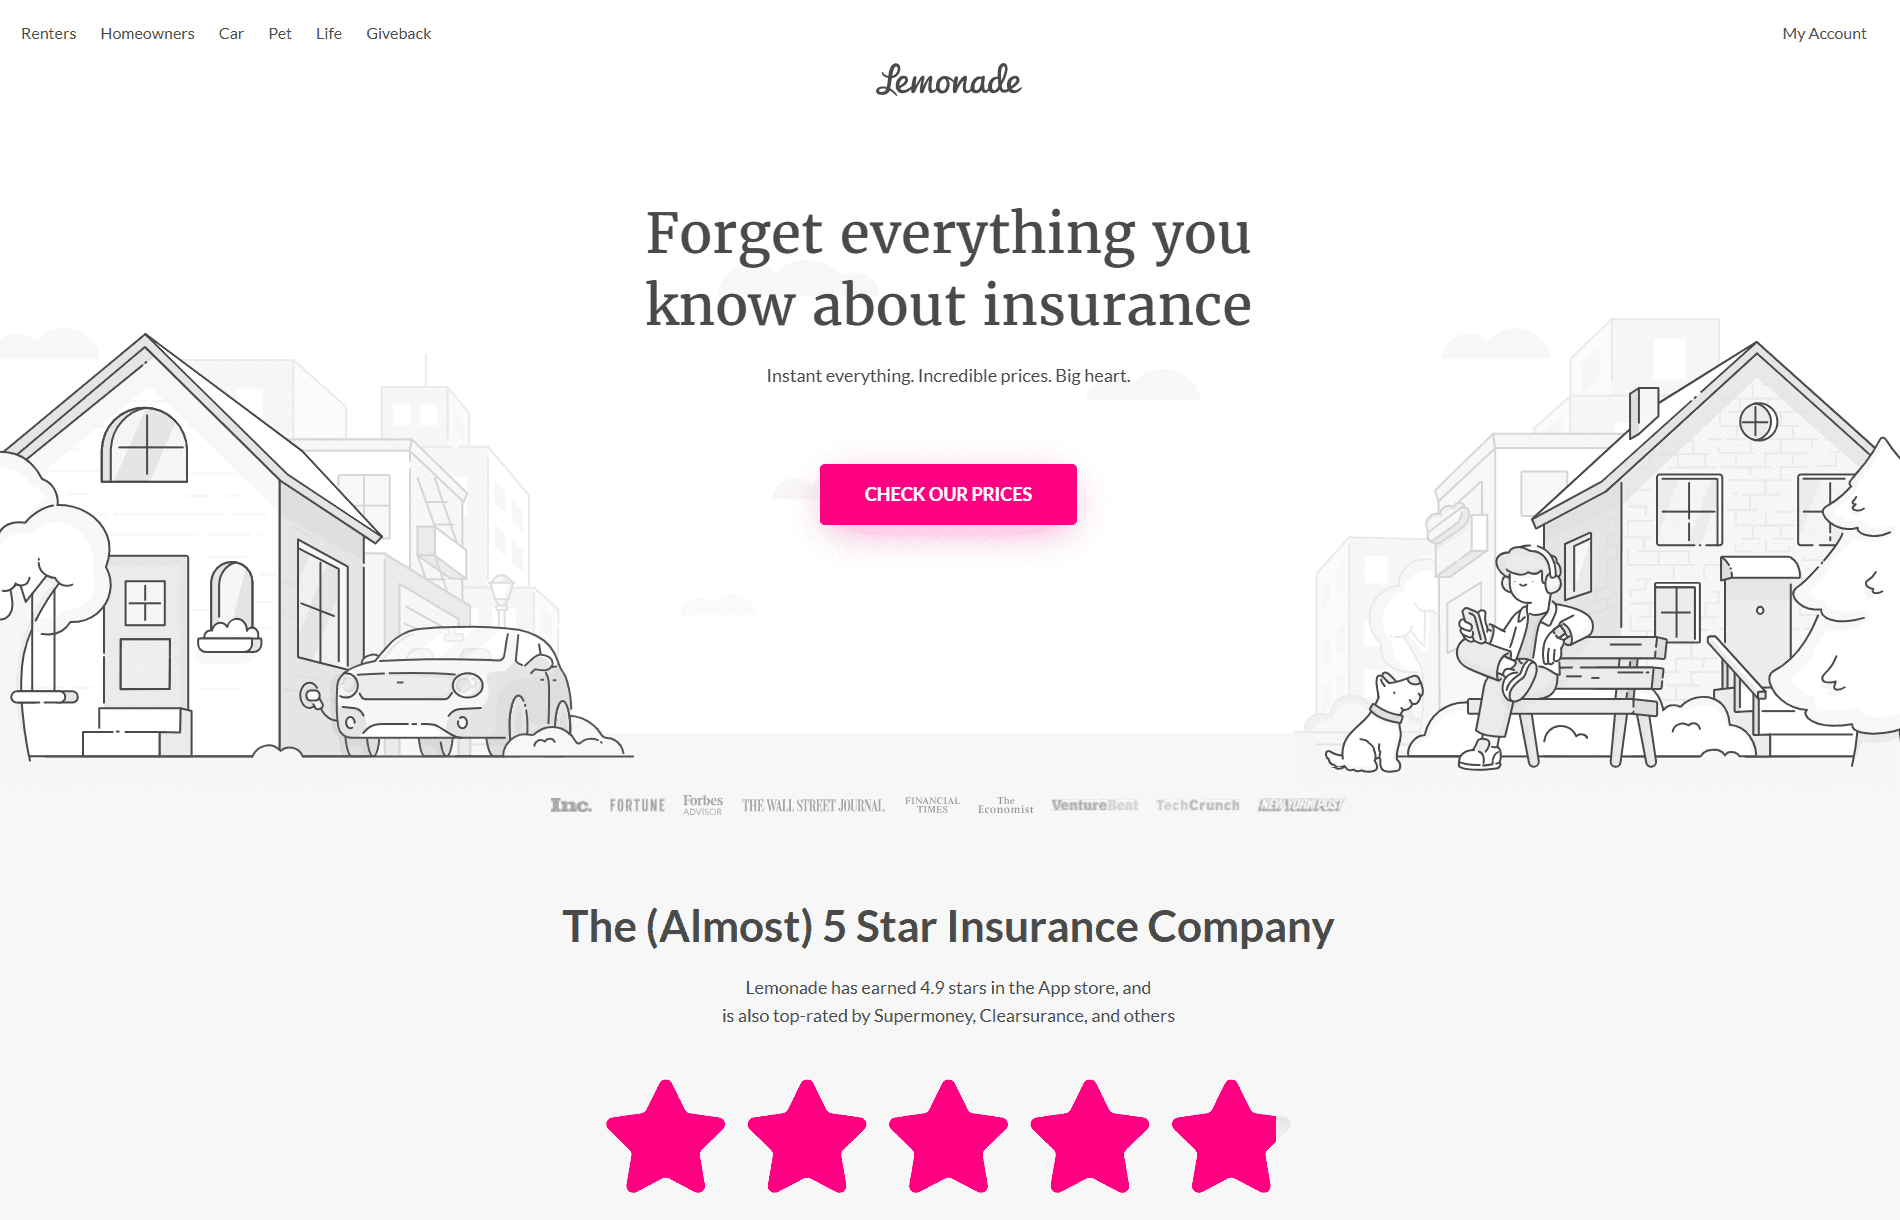 Renters Homeowners Car Pet Life Giveback My Account
Lemonade
Forget everything you
know about insurance
Instant everything. Incredible prices. Big heart.
CHECK OUR PRICES
Inc. FORTUNE Forbes ADVISOR THE WALL STREET JOURNAL. FINANCIAL TIMES The Economist VentureBeat TechCrunch NEW YORK POST
The (Almost) 5 Star Insurance Company
Lemonade has earned 4.9 stars in the App store, and
is also top-rated by Supermoney, Clearsurance, and others